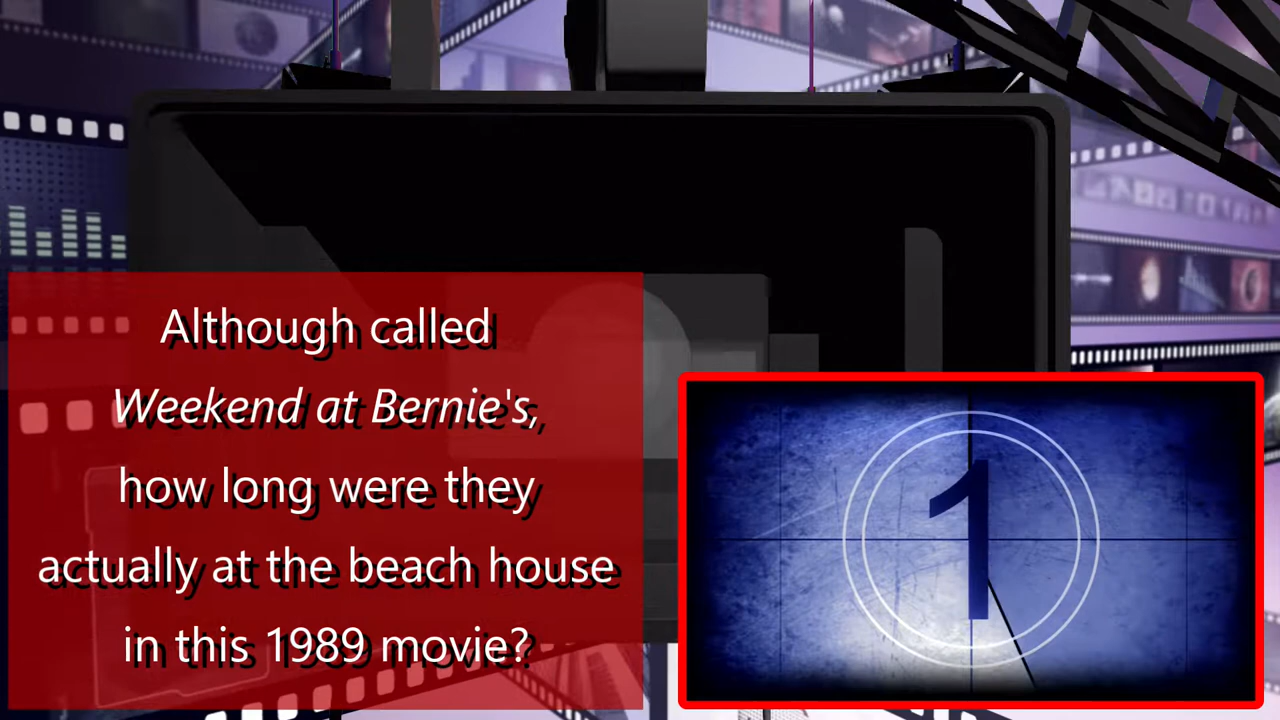 Although called
Weekend at Bernie's,
how long were they
actually at the beach house
in this 1989 movie?
1